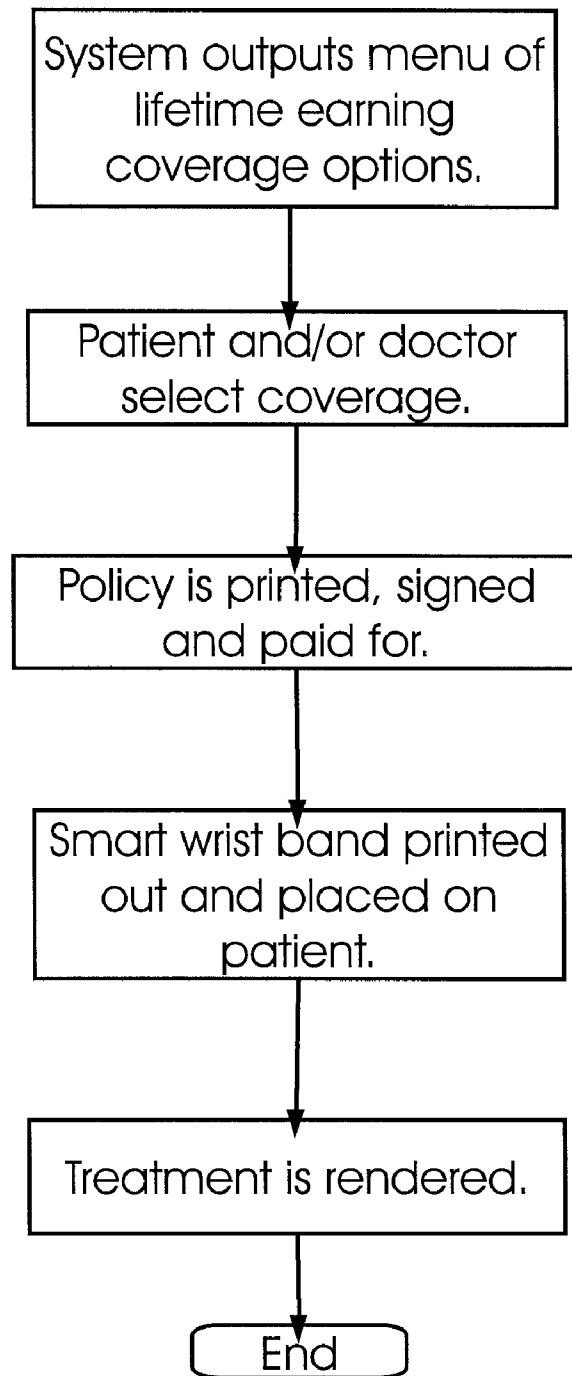 System outputs menu of
lifetime earning
coverage options.
Patient and/or doctor
select coverage.
Policy is printed, signed
and paid for.
Smart wrist band printed
out and placed on
patient.
Treatment is rendered.
End